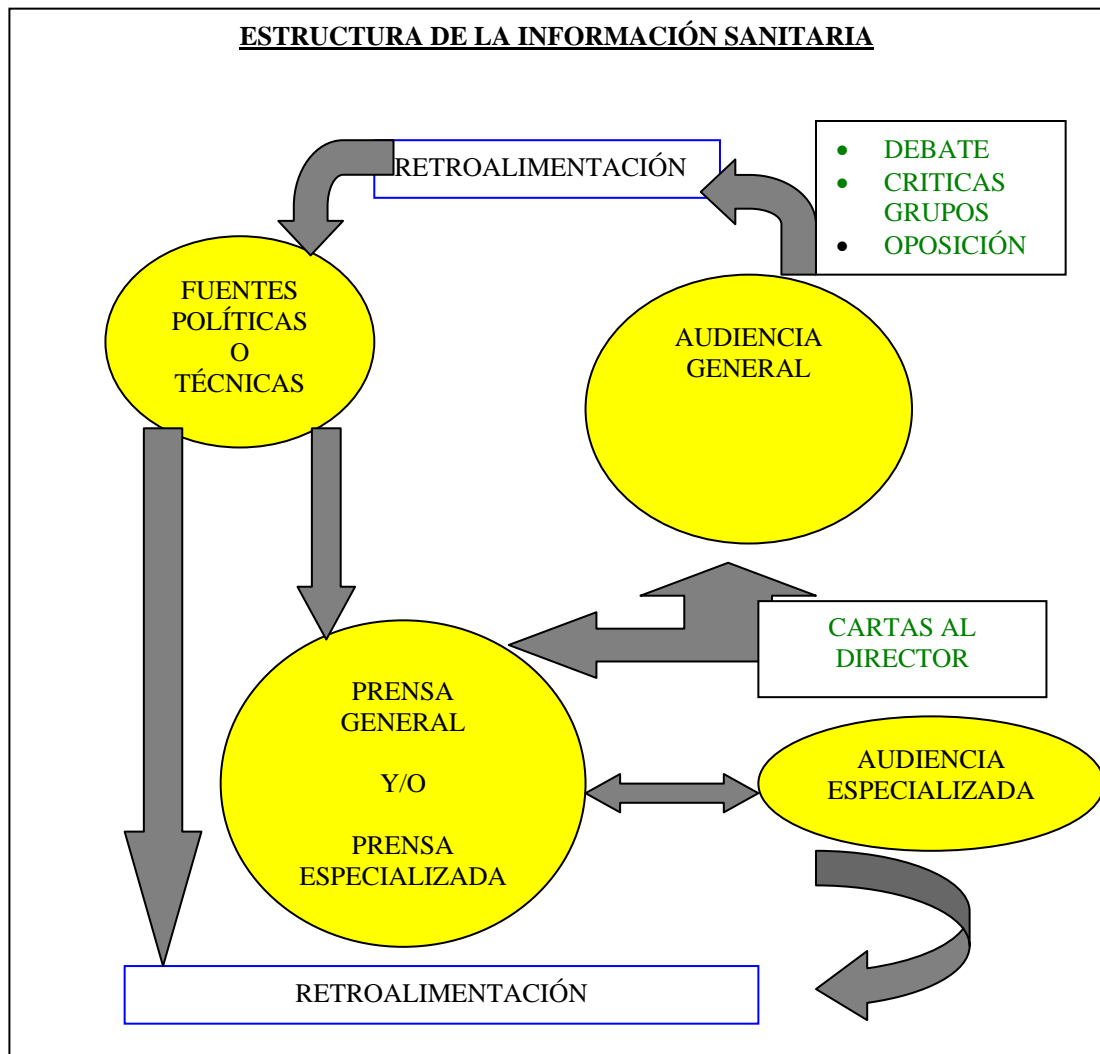 ESTRUCTURA DE LA INFORMACIÓN SANITARIA
RETROALIMENTACIÓN
• DEBATE
• CRITICAS
GRUPOS
• OPOSICIÓN
FUENTES
POLÍTICAS
O
TÉCNICAS
AUDIENCIA
GENERAL
CARTAS AL
DIRECTOR
PRENSA
GENERAL
Y/O
PRENSA
ESPECIALIZADA
AUDIENCIA
ESPECIALIZADA
RETROALIMENTACIÓN